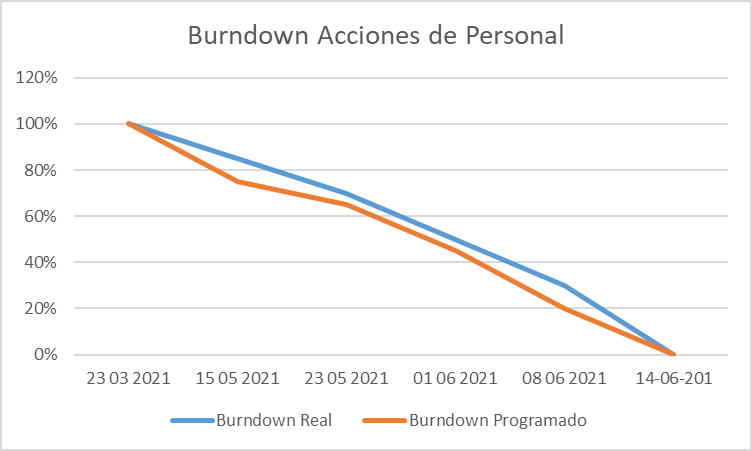 Burndown Acciones de Personal
120%
100%
80%
60%
40%
20%
0%
23 03 2021 15 05 2021 23 05 2021 01 06 2021 08 06 2021 14-06-201
Burndown Real Burndown Programado